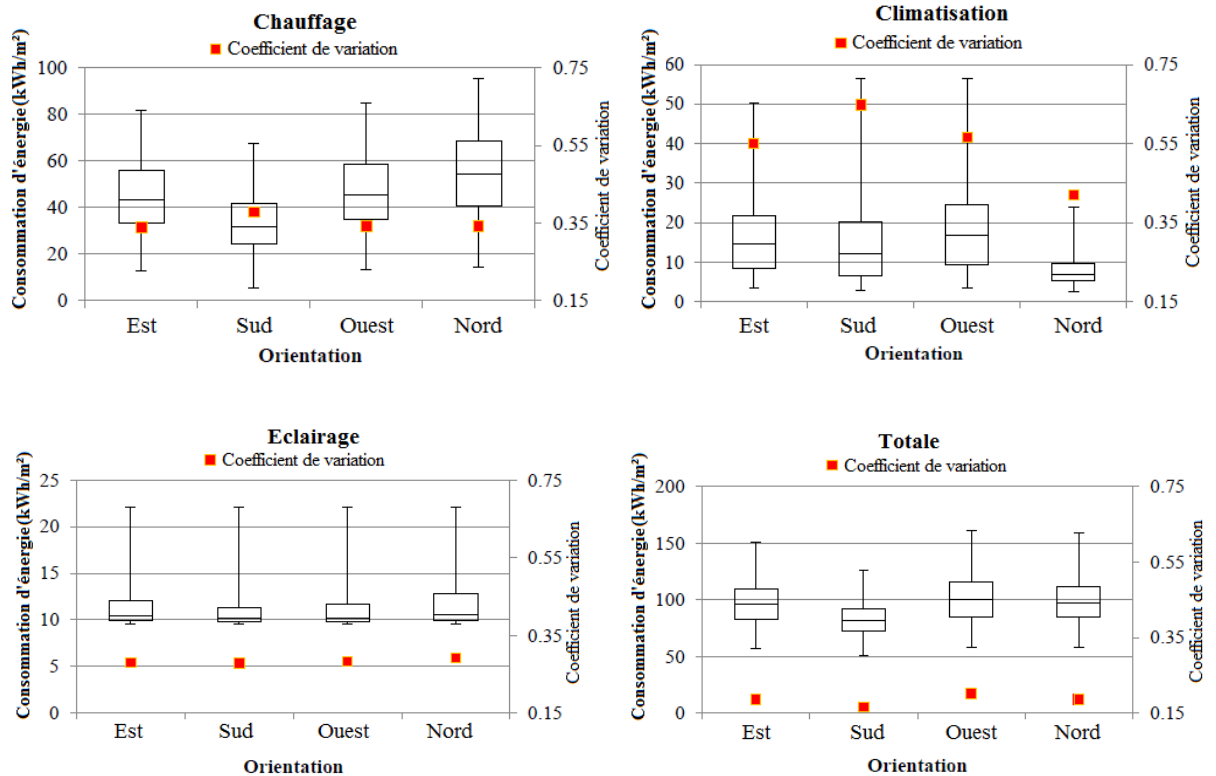 Chauffage
Coefficient de variation
Consommation d'énergie(kWh/m²)
100
80
60
40
20
0
0.75
0.55
0.35
0.15
Coefficient de variation
Est Sud Ouest Nord
Orientation
Climatisation
Coefficient de variation
Consommation d'énergie(kWh/m²)
60
50
40
30
20
10
0
0.75
0.55
0.35
0.15
Coefficient de variation
Est Sud Ouest Nord
Orientation
Eclairage
Coefficient de variation
Consommation d'énergie(kWh/m²)
25
20
15
10
5
0
0.75
0.55
0.35
0.15
Coefficient de variation
Est Sud Ouest Nord
Orientation
Totale
Coefficient de variation
Consommation d'énergie(kWh/m²)
200
150
100
50
0
0.75
0.55
0.35
0.15
Coefficient de variation
Est Sud Ouest Nord
Orientation